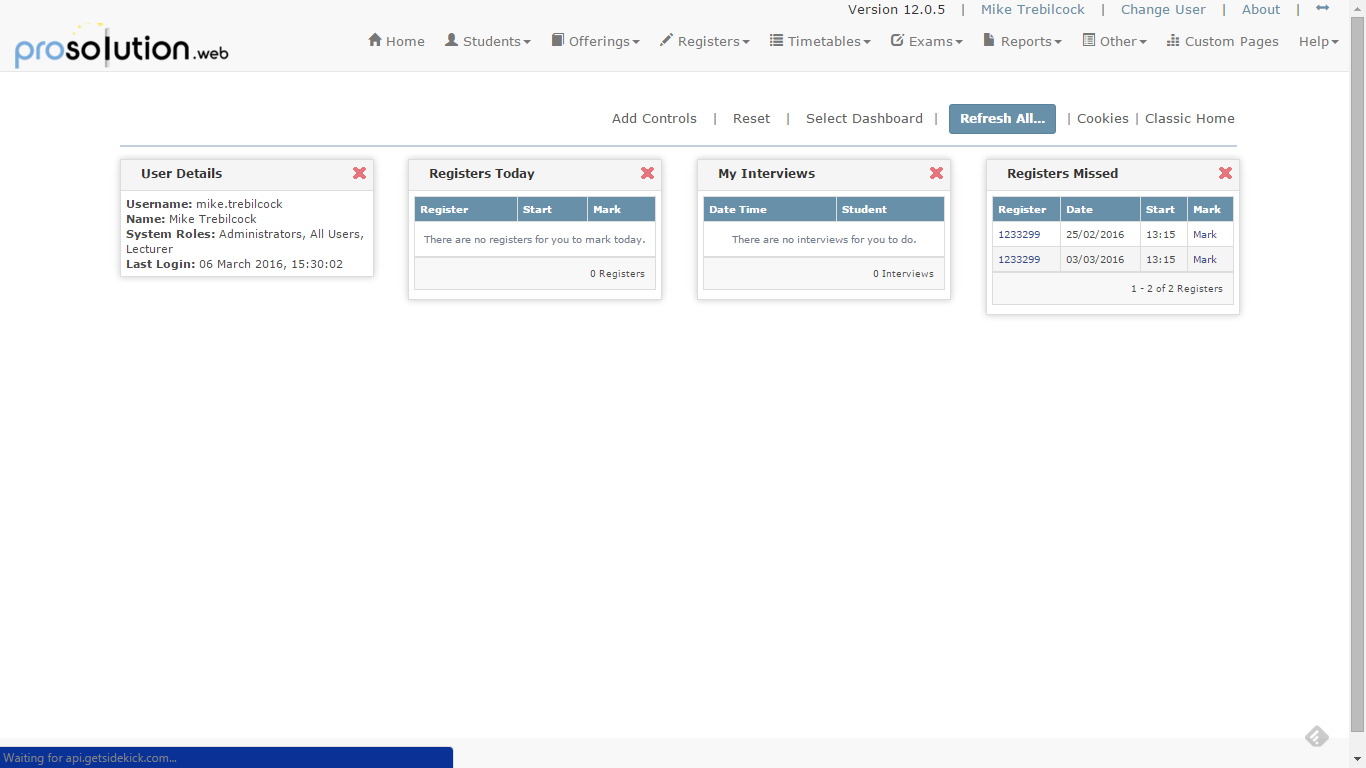 Version 12.0.5 | Mike Trebilcock | Change User | About |
prosolution.web
Home Students Offerings Registers Timetables Exams Reports Other Custom Pages Help
Add Controls | Reset | Select Dashboard | Refresh All... | Cookies | Classic Home
User Details
Username: mike.trebilcock
Name: Mike Trebilcock
System Roles: Administrators, All Users,
Lecturer
Last Login: 06 March 2016, 15:30:02
Registers Today
Register Start Mark
There are no registers for you to mark today.
0 Registers
My Interviews
Date Time Student
There are no interviews for you to do.
0 Interviews
Registers Missed
Register Date Start Mark
1233299 25/02/2016 13:15 Mark
1233299 03/03/2016 13:15 Mark
1 - 2 of 2 Registers
Waiting for api.getsidekick.com...